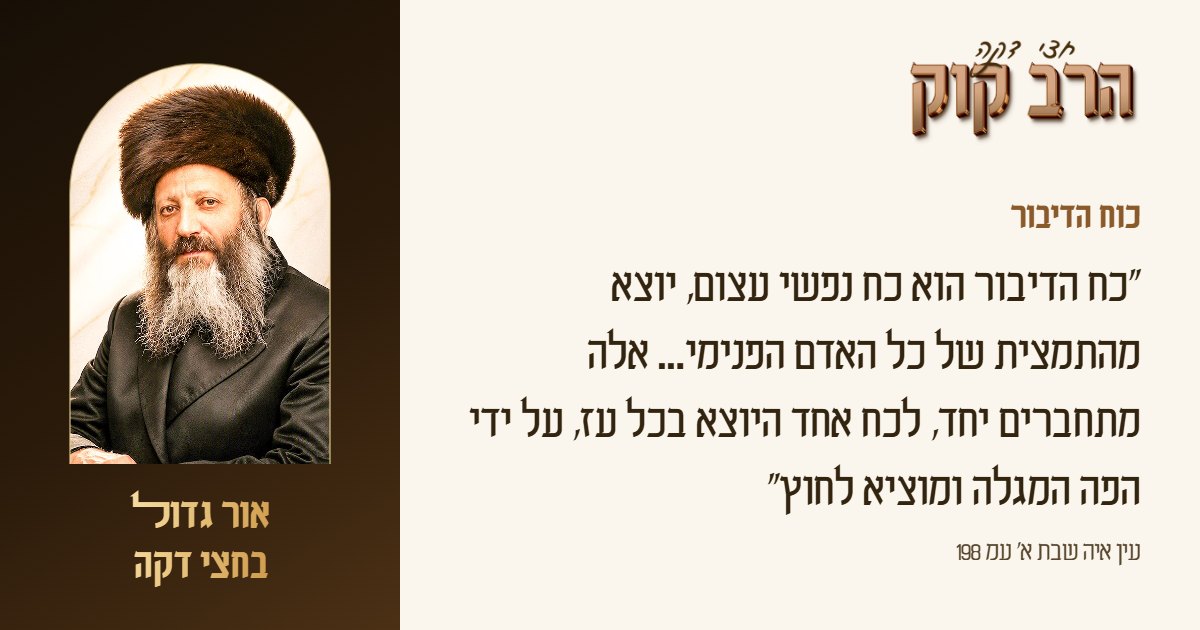 חצי דקה
הרב קוק
כוח הדיבור
"כח הדיבור הוא כח נפשי עצום, יוצא
מהתמצית של כל האדם הפנימי... אלה
מתחברים יחד, לכח אחד היוצא בכל עז, על ידי
הפה המגלה ומוציא לחוץ"
עין איה שבת א' עמ 198
אור גדול
בחצי דקה